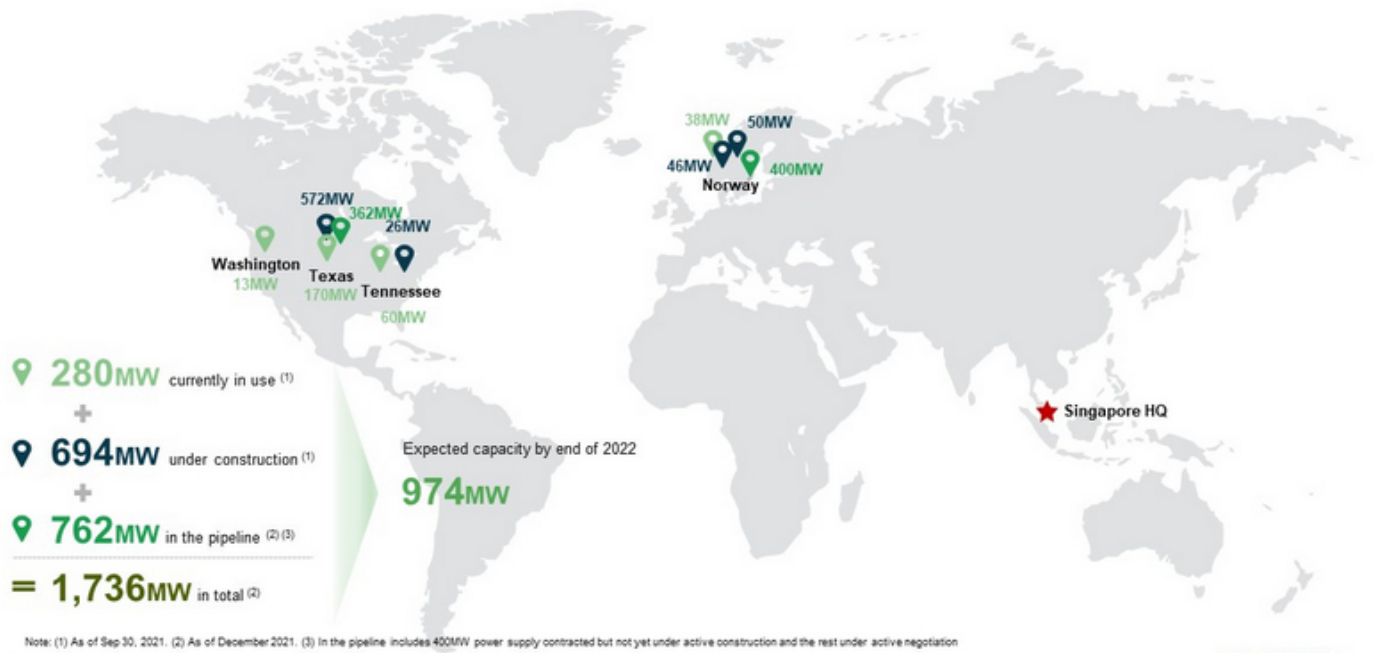 38MW
50MW
46MW
400MW
Norway
572MW
362MW
26MW
Washington
13MW
Texas
170MW
Tennessee
60MW
280MW currently in use (1)
+
694MW under construction (1)
+
762MW in the pipeline (2) (3)
= 1,736MW in total (2)
Expected capacity by end of 2022
974MW
Singapore HQ
Note: (1) As of Sep 30, 2021. (2) As of December 2021. (3) In the pipeline includes 400MW power supply contracted but not yet under active construction and the rest under active negotiation